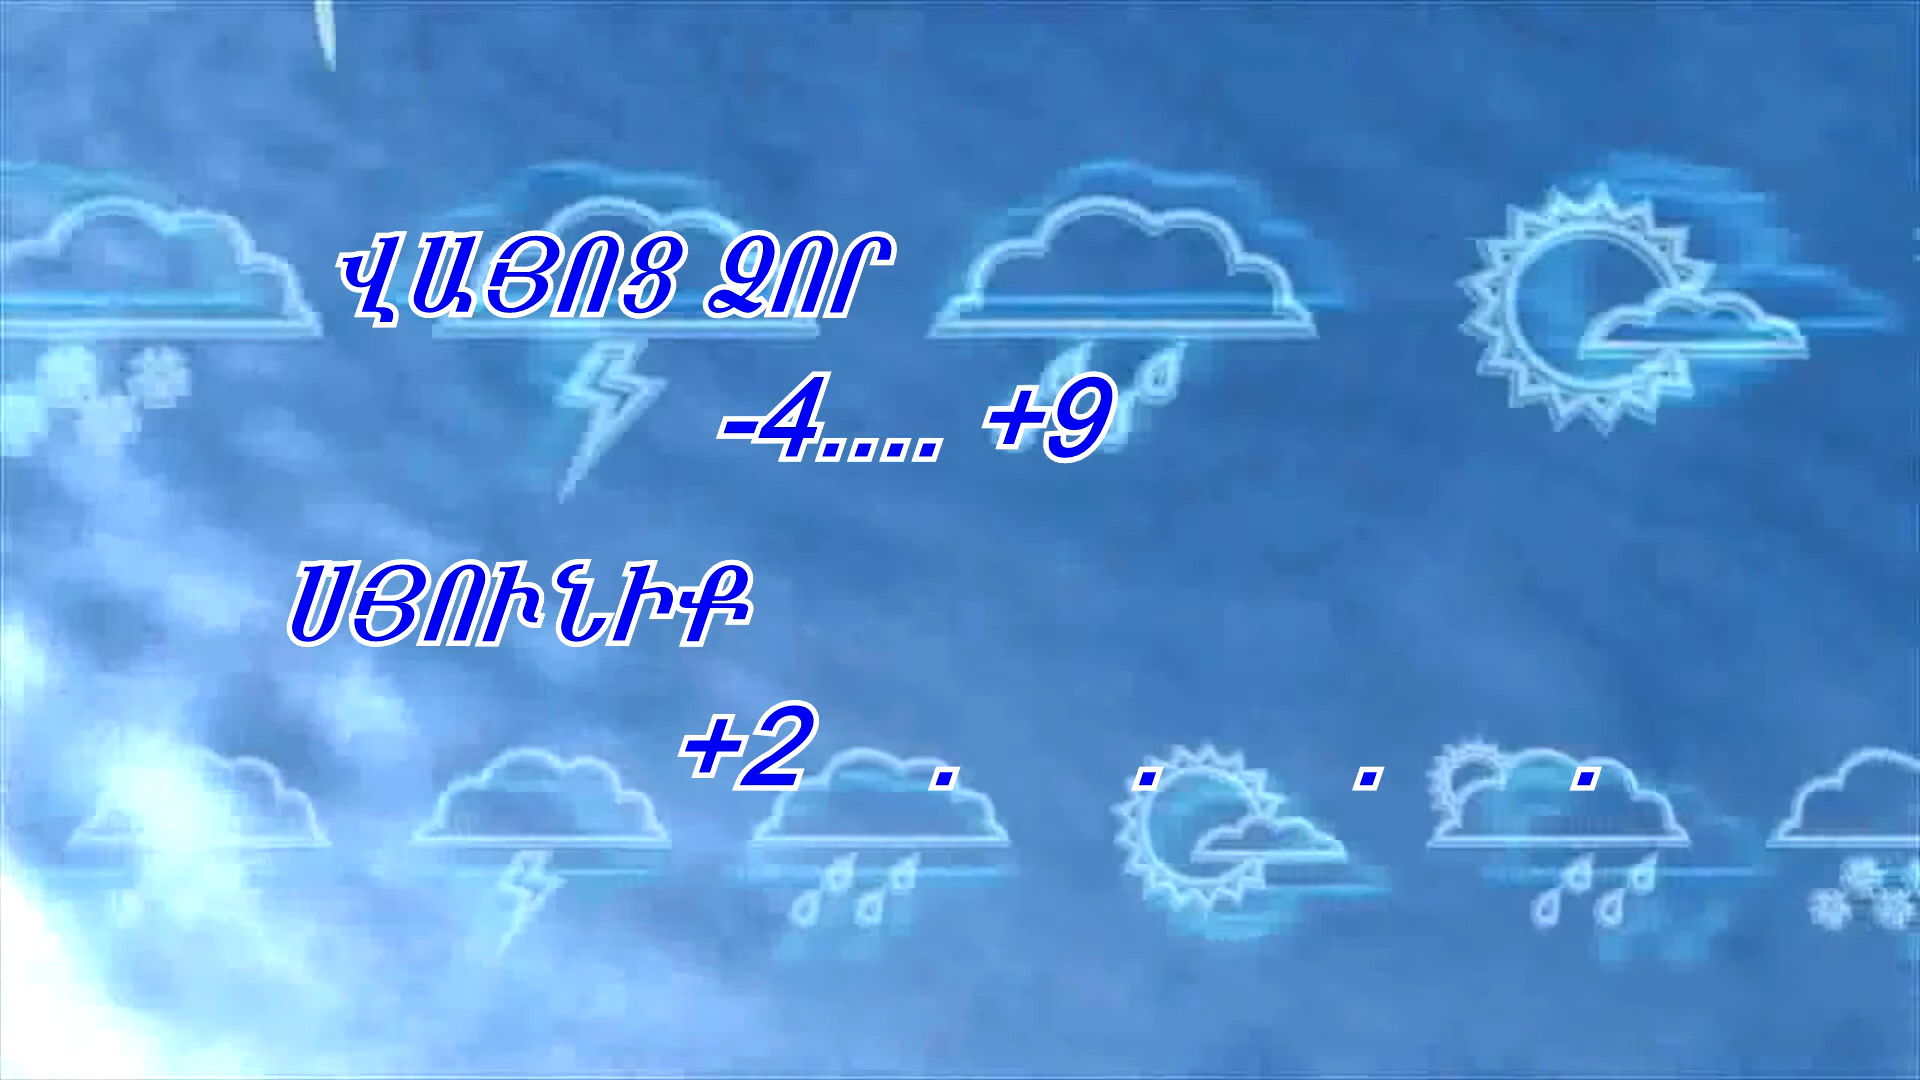 ՎԱՅՈՑ ՁՈՐ
-4.... +9
ՍՅՈՒՆԻՔ
+2 . . . .